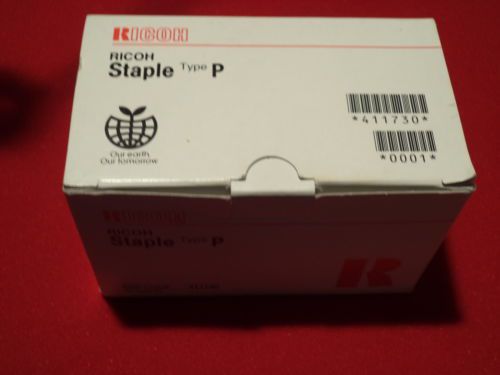 RICOH
RICOH
Staple Type P
*411730*
*0001*
Our earth,
Our tomorrow
RICOH
RICOH
Staple Type P
R